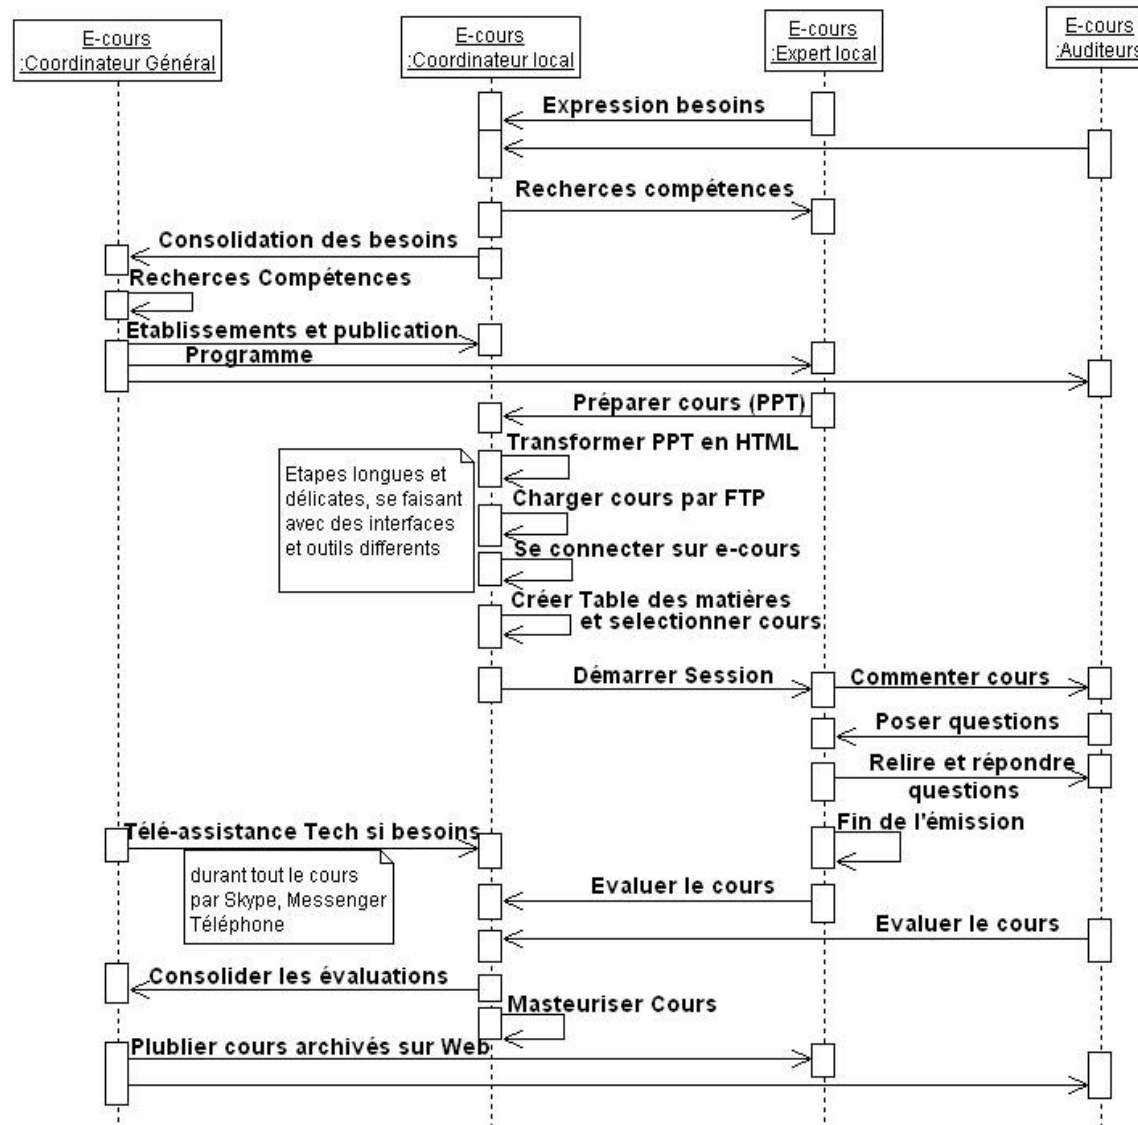 E-cours
:Coordinateur Général
E-cours
:Coordinateur local
E-cours
:Expert local
E-cours
:Auditeurs
Expression besoins
Recherces compétences
Consolidation des besoins
Recherces Compétences
Etablissements et publication
Programme
Préparer cours (PPT)
Transformer PPT en HTML
Etapes longues et
délicates, se faisant
avec des interfaces
et outils differents
Charger cours par FTP
Se connecter sur e-cours
Créer Table des matières
et selectionner cours
Démarrer Session
Commenter cours
Poser questions
Relire et répondre
questions
Télé-assistance Tech si besoins
Fin de l'émission
durant tout le cours
par Skype, Messenger
Téléphone
Evaluer le cours
Evaluer le cours
Consolider les évaluations
Masteuriser Cours
Plublier cours archivés sur Web